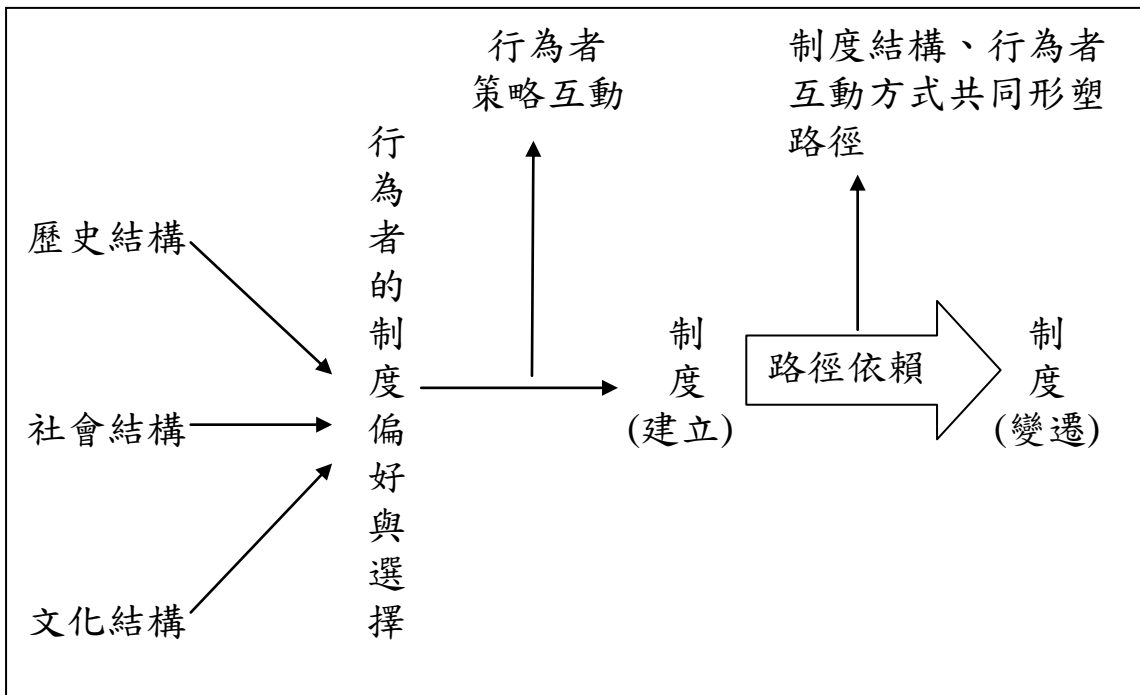 歷史結構
社會結構
文化結構
行為者的制度偏好與選擇
行為者
策略互動
制度
(建立)
路徑依賴
制度結構、行為者
互動方式共同形塑
路徑
制度
(變遷)